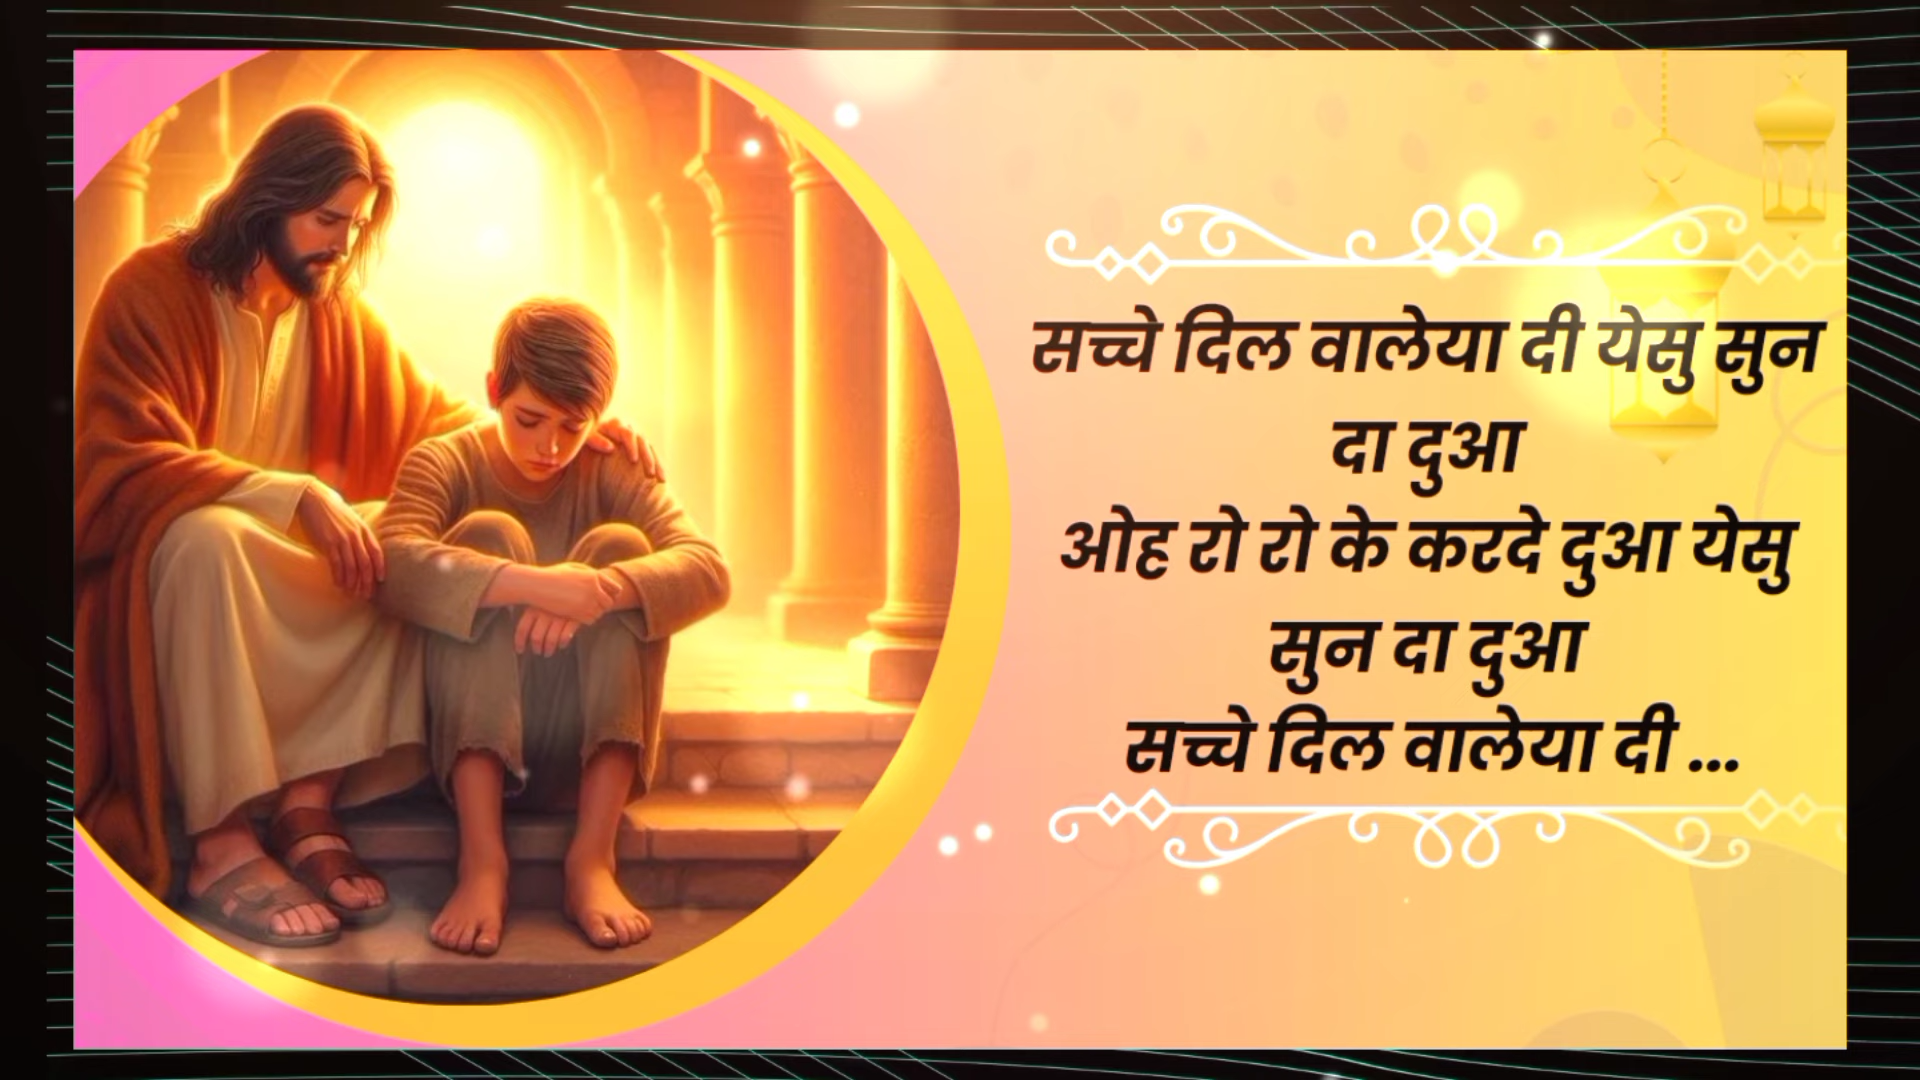 सच्चे दिल वालेया दी येसु सुन
दा दुआ
ओह रो रो के करदे दुआ येसु
सुन दा दुआ
सच्चे दिल वालेया दी ...